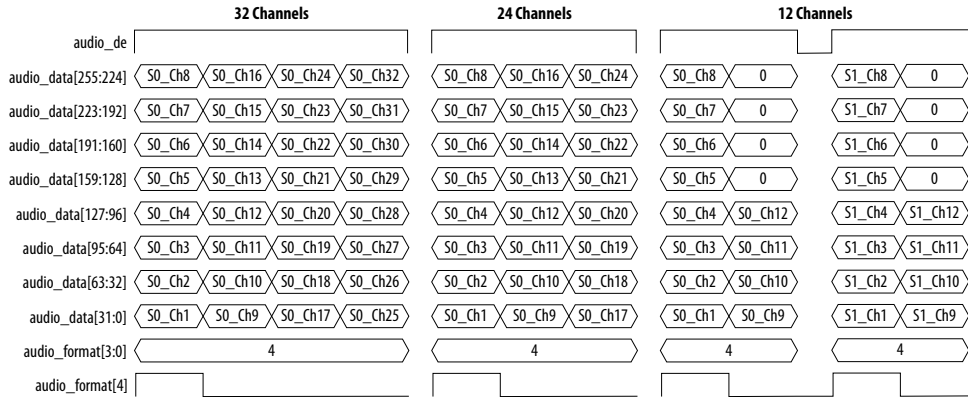 32 Channels 24 Channels 12 Channels
audio_de
audio_data[255:224] S0_Ch8 S0_Ch16 S0_Ch24 S0_Ch32 S0_Ch8 S0_Ch16 S0_Ch24 S0_Ch8 0 S1_Ch8 0
audio_data[223:192] S0_Ch7 S0_Ch15 S0_Ch23 S0_Ch31 S0_Ch7 S0_Ch15 S0_Ch23 S0_Ch7 0 S1_Ch7 0
audio_data[191:160] S0_Ch6 S0_Ch14 S0_Ch22 S0_Ch30 S0_Ch6 S0_Ch14 S0_Ch22 S0_Ch6 0 S1_Ch6 0
audio_data[159:128] S0_Ch5 S0_Ch13 S0_Ch21 S0_Ch29 S0_Ch5 S0_Ch13 S0_Ch21 S0_Ch5 0 S1_Ch5 0
audio_data[127:96] S0_Ch4 S0_Ch12 S0_Ch20 S0_Ch28 S0_Ch4 S0_Ch12 S0_Ch20 S0_Ch4 S0_Ch12 S1_Ch4 S1_Ch12
audio_data[95:64] S0_Ch3 S0_Ch11 S0_Ch19 S0_Ch27 S0_Ch3 S0_Ch11 S0_Ch19 S0_Ch3 S0_Ch11 S1_Ch3 S1_Ch11
audio_data[63:32] S0_Ch2 S0_Ch10 S0_Ch18 S0_Ch26 S0_Ch2 S0_Ch10 S0_Ch18 S0_Ch2 S0_Ch10 S1_Ch2 S1_Ch10
audio_data[31:0] S0_Ch1 S0_Ch9 S0_Ch17 S0_Ch25 S0_Ch1 S0_Ch9 S0_Ch17 S0_Ch1 S0_Ch9 S1_Ch1 S1_Ch9
audio_format[3:0] 4 4 4 4
audio_format[4]